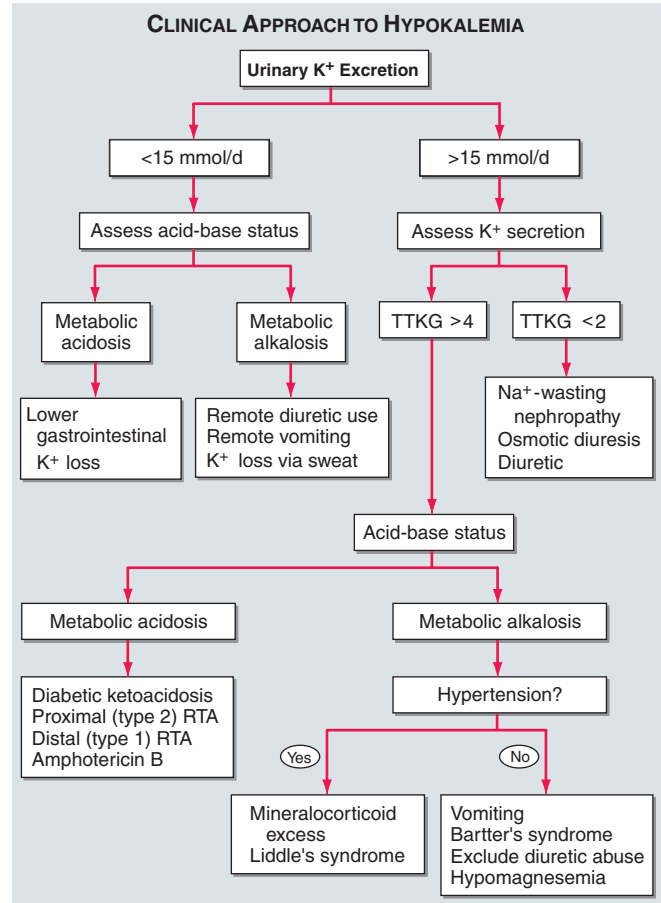 CLINICAL APPROACH TO HYPOKALEMIA
Urinary K+ Excretion
<15 mmol/d
>15 mmol/d
Assess acid-base status
Assess K+ secretion
Metabolic
acidosis
Metabolic
alkalosis
TTKG >4
TTKG <2
Lower
gastrointestinal
K+ loss
Remote diuretic use
Remote vomiting
K+ loss via sweat
Na+-wasting
nephropathy
Osmotic diuresis
Diuretic
Acid-base status
Metabolic acidosis
Metabolic alkalosis
Diabetic ketoacidosis
Proximal (type 2) RTA
Distal (type 1) RTA
Amphotericin B
Hypertension?
Yes
No
Mineralocorticoid
excess
Liddle's syndrome
Vomiting
Bartter's syndrome
Exclude diuretic abuse
Hypomagnesemia